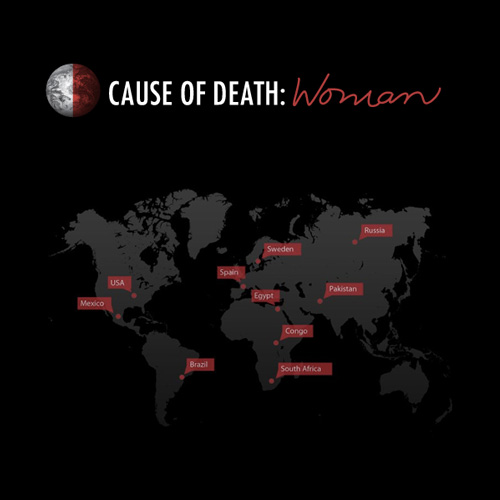 CAUSE OF DEATH: Woman
Russia
Sweden
Spain
USA
Pakistan
Egypt
Mexico
Congo
Brazil
South Africa